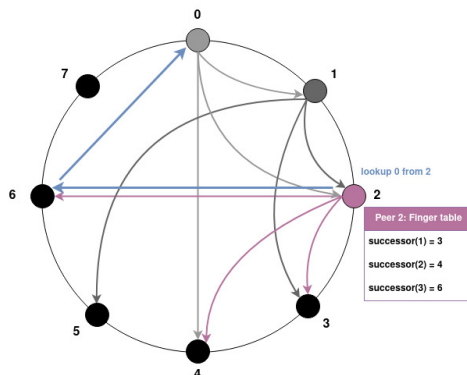 0
7
1
lookup 0 from 2
6
2
Peer 2: Finger table
successor(1) = 3
successor(2) = 4
successor(3) = 6
3
5
4